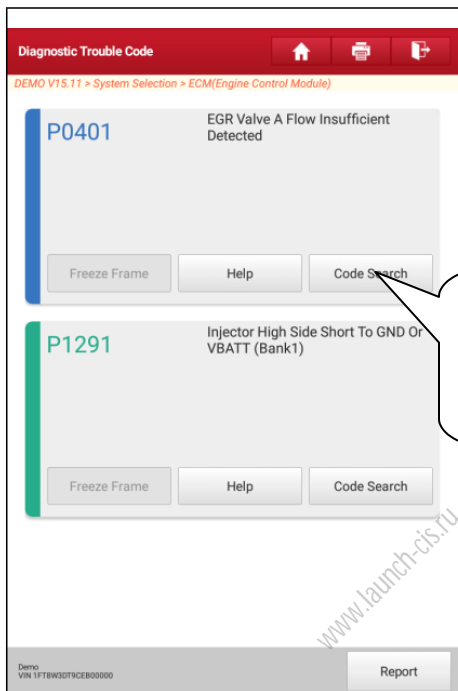 Diagnostic Trouble Code
DEMO V15.11 > System Selection > ECM(Engine Control Module)
P0401
EGR Valve A Flow Insufficient
Detected
Freeze Frame
Help
Code Search
P1291
Injector High Side Short To GND Or
VBATT (Bank1)
Freeze Frame
Help
Code Search
www.launch-cis.ru
Demo
VIN 1FTBW3DT9CEB00000
Report